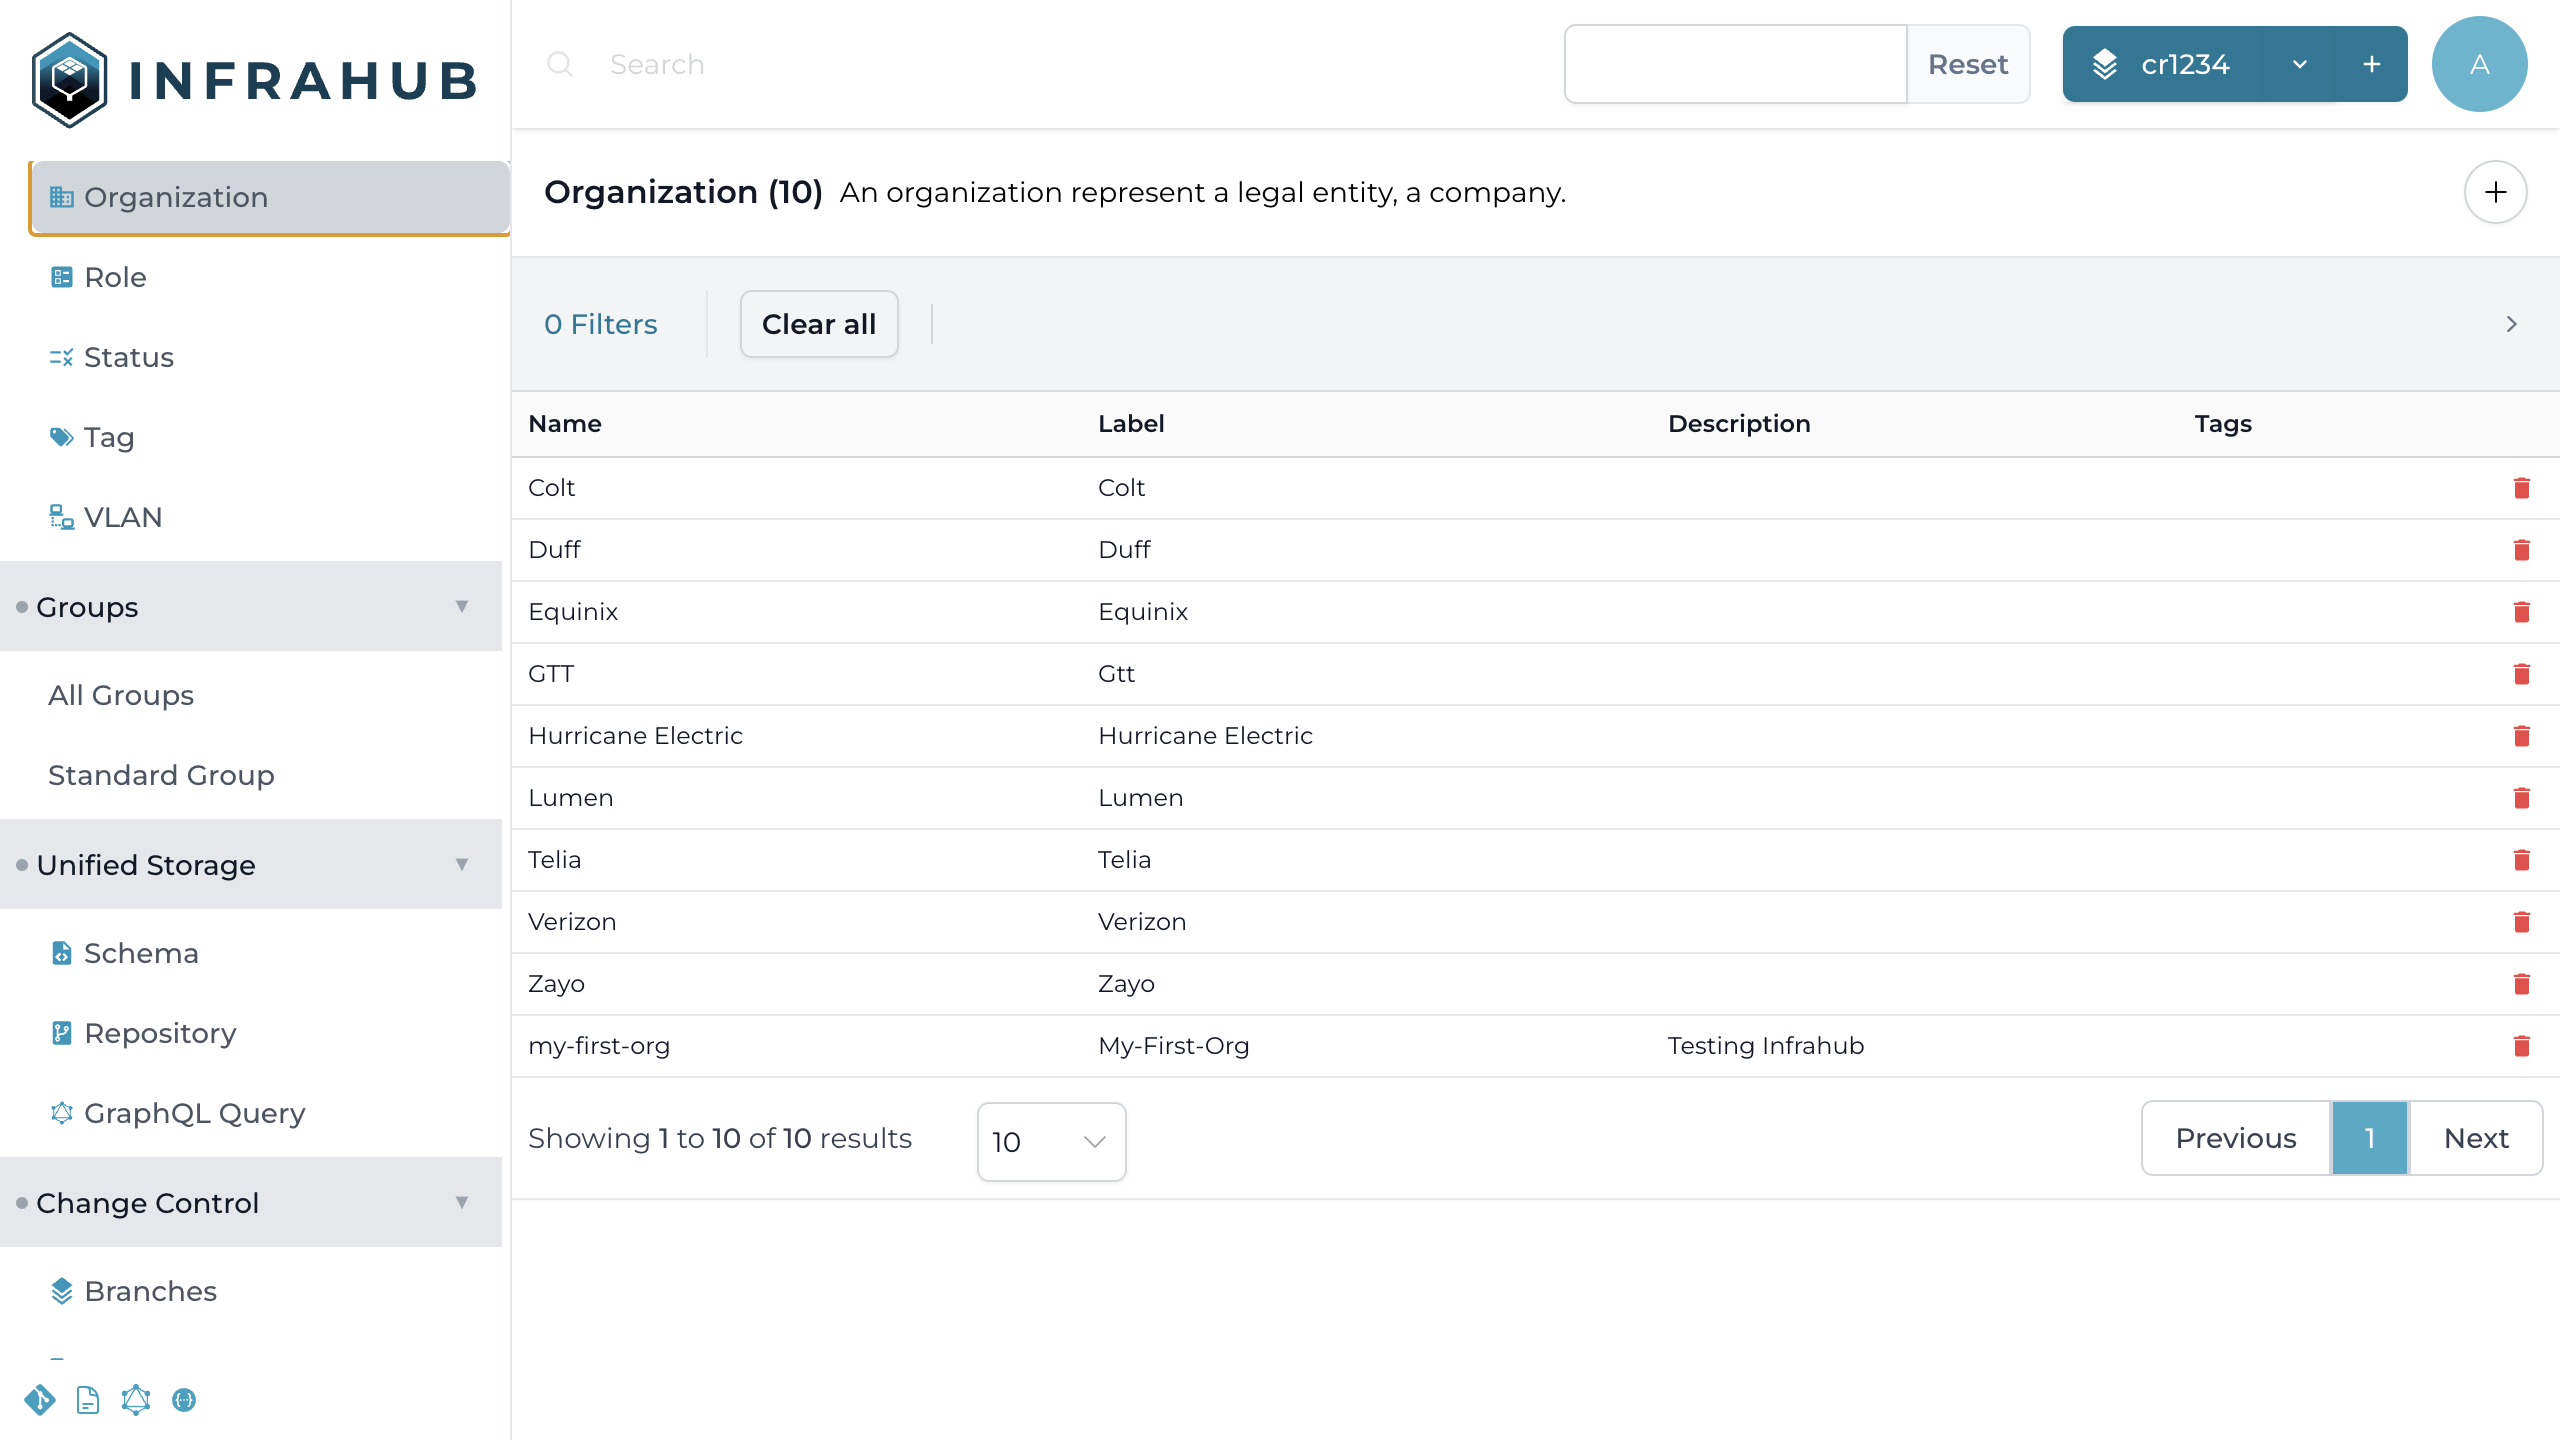 INFRAHUB
Search
Reset
cr1234
A
Organization
Role
Status
Tag
VLAN
Groups
All Groups
Standard Group
Unified Storage
Schema
Repository
GraphQL Query
Change Control
Branches
Organization (10) An organization represent a legal entity, a company.
0 Filters
Clear all
Name Label Description Tags
Colt Colt
Duff Duff
Equinix Equinix
GTT Gtt
Hurricane Electric Hurricane Electric
Lumen Lumen
Telia Telia
Verizon Verizon
Zayo Zayo
my-first-org My-First-Org Testing Infrahub
Showing 1 to 10 of 10 results
10
Previous 1 Next